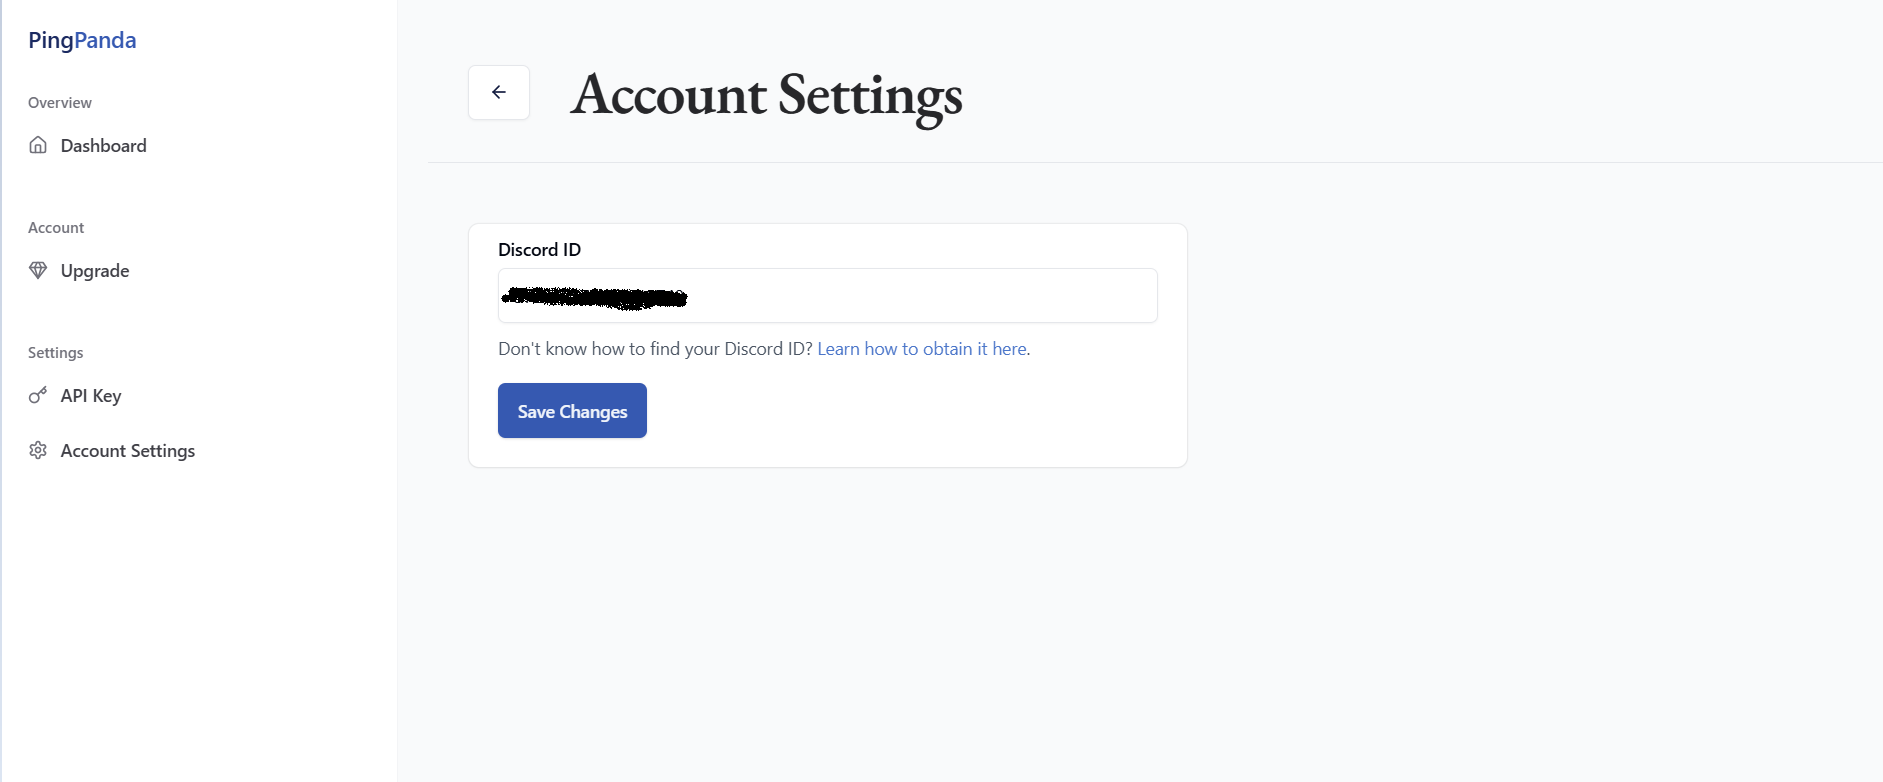 PingPanda
Overview
Dashboard
Account
Upgrade
Settings
API Key
Account Settings
Account Settings
Discord ID
Don't know how to find your Discord ID? Learn how to obtain it here.
Save Changes